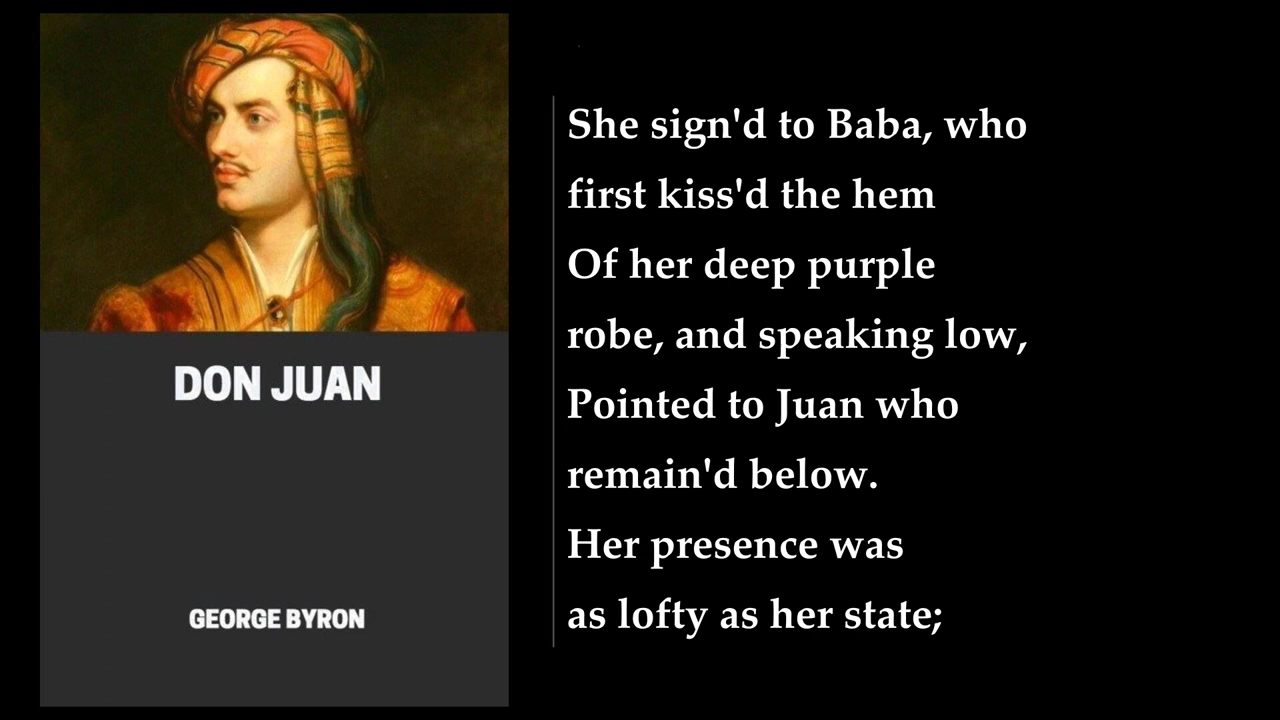 DON JUAN
GEORGE BYRON
She sign'd to Baba, who
first kiss'd the hem
Of her deep purple
robe, and speaking low,
Pointed to Juan who
remain'd below.
Her presence was
as lofty as her state;